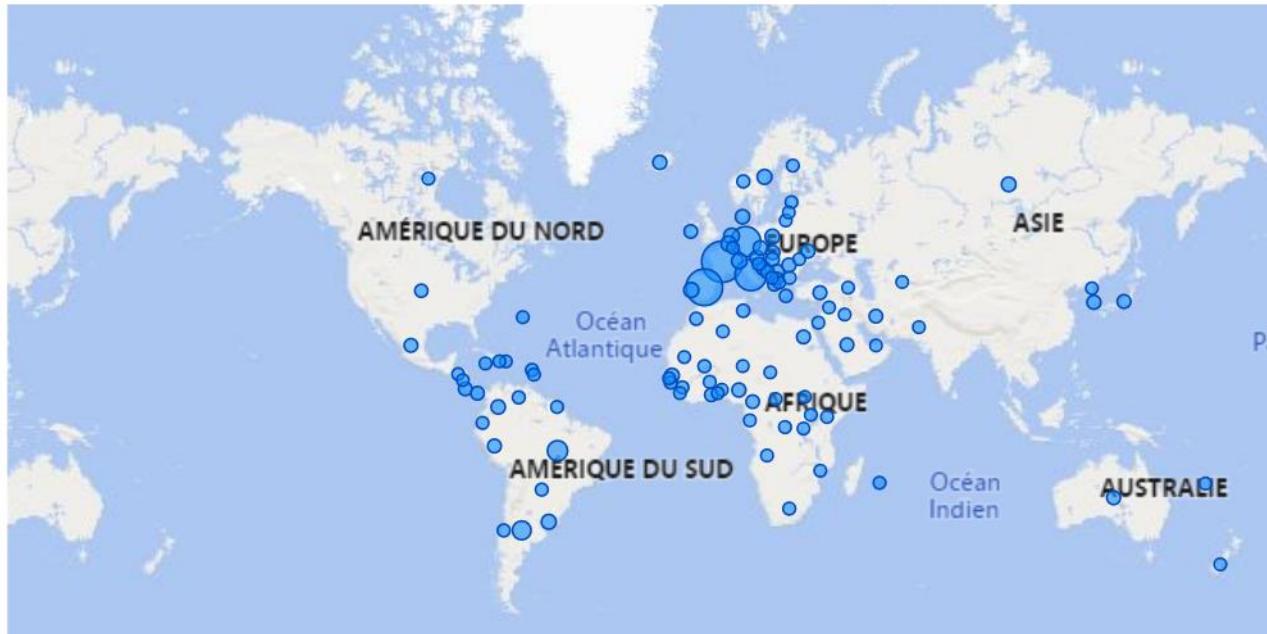 AMÉRIQUE DU NORD
EUROPE
ASIE
Océan
Atlantique
AFRIQUE
AMÉRIQUE DU SUD
Océan
Indien
AUSTRALIE